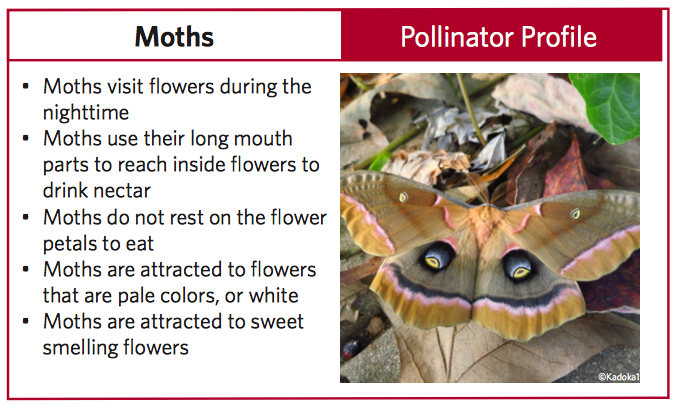 Moths
Pollinator Profile
• Moths visit flowers during the
nighttime
• Moths use their long mouth
parts to reach inside flowers to
drink nectar
• Moths do not rest on the flower
petals to eat
• Moths are attracted to flowers
that are pale colors, or white
• Moths are attracted to sweet
smelling flowers
©Kadoka1